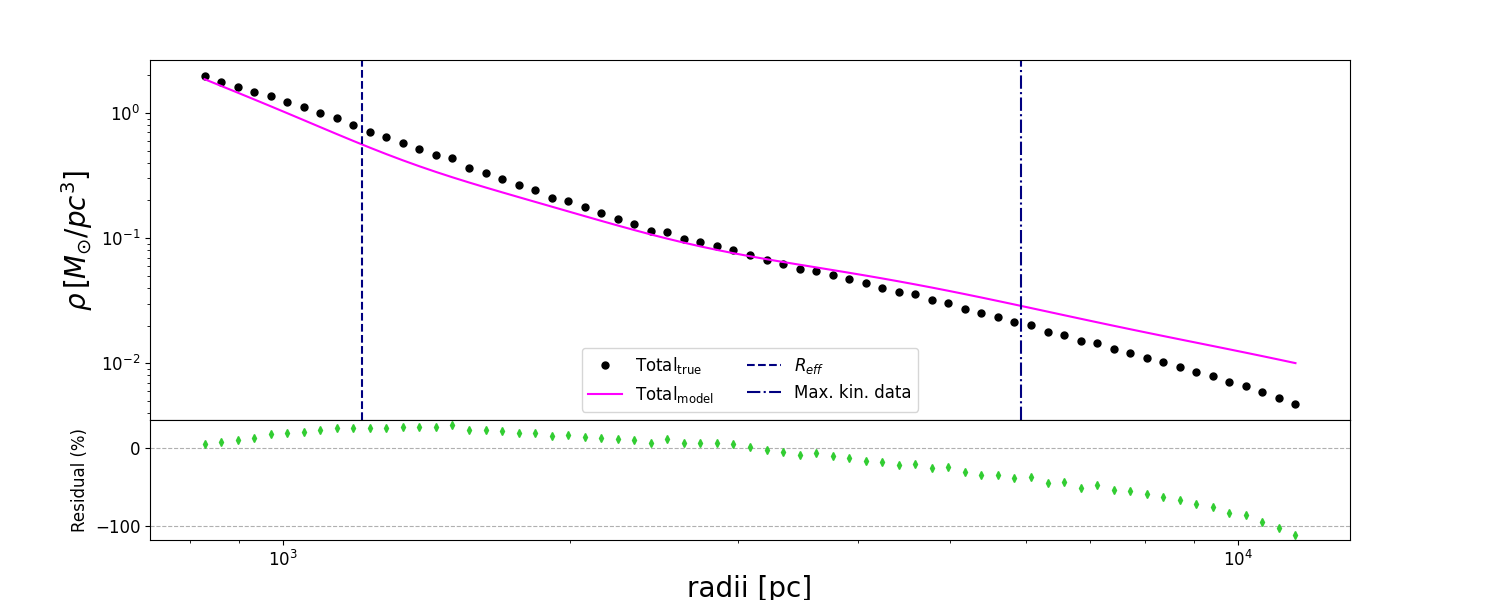 ρ [M⊙/pc³]
10⁰
10⁻¹
10⁻²
Total_true
Total_model
R_eff
Max. kin. data
Residual (%)
0
−100
10³
10⁴
radii [pc]